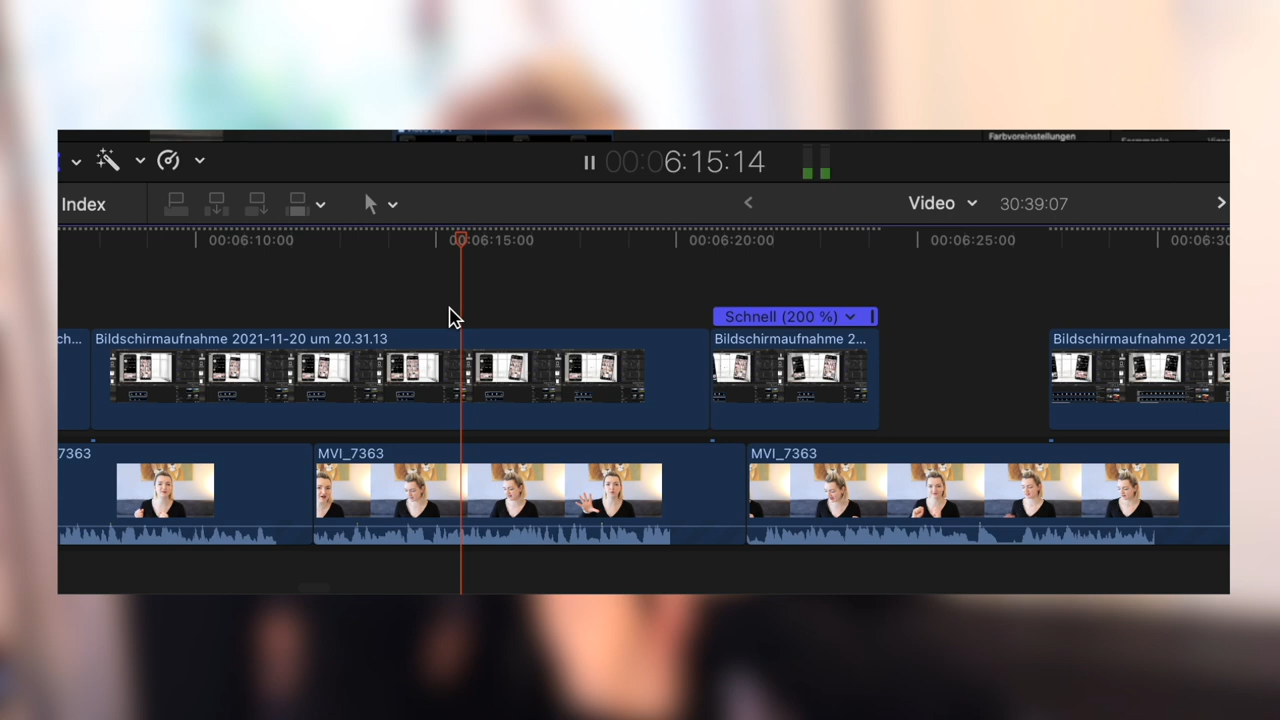 Farbvoreinstellungen
00:06:15:14
Index
Video
30:39:07
00:06:10:00
00:06:15:00
00:06:20:00
00:06:25:00
00:06:30
Schnell (200 %)
ch...
Bildschirmaufnahme 2021-11-20 um 20.31.13
Bildschirmaufnahme 2...
Bildschirmaufnahme 2021-1
7363
MVI_7363
MVI_7363